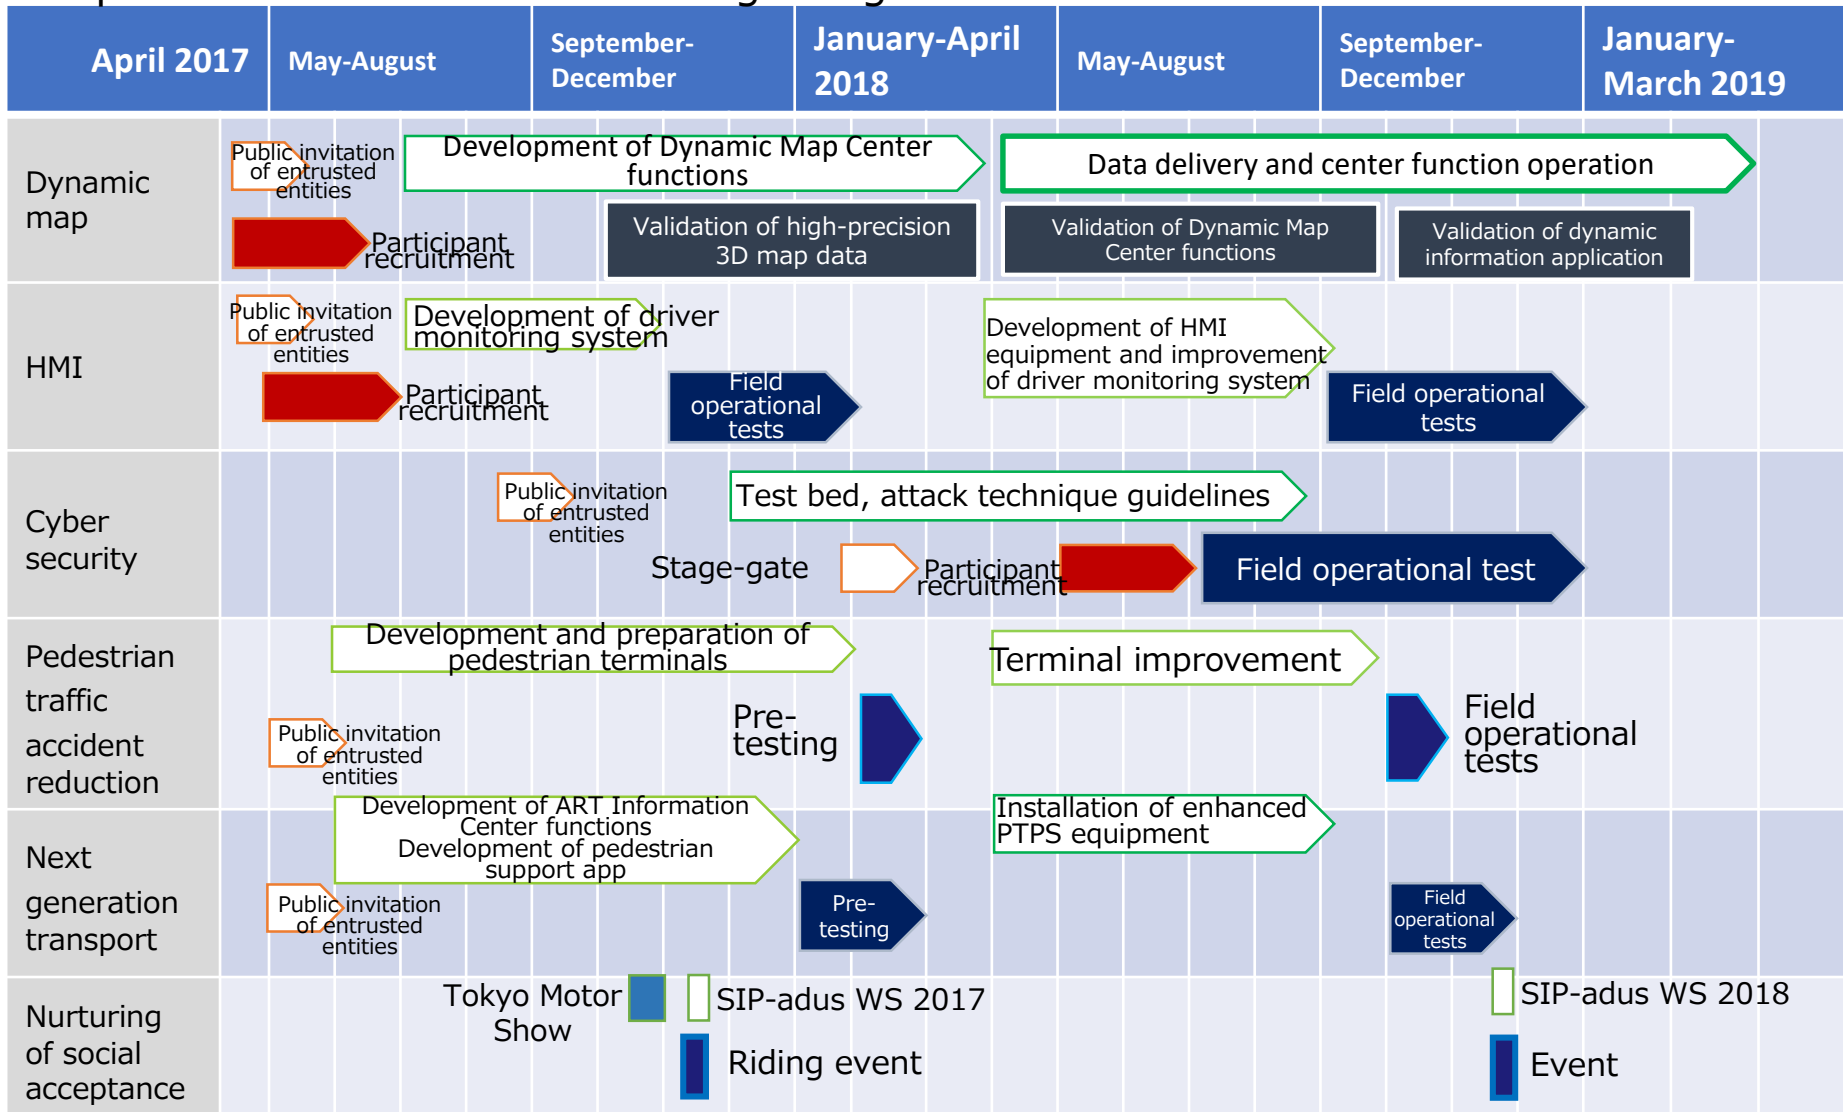 April 2017
May-August
September-
December
January-April
2018
May-August
September-
December
January-
March 2019
Dynamic
map
Public invitation
of entrusted
entities
Development of Dynamic Map Center
functions
Data delivery and center function operation
Participant
recruitment
Validation of high-precision
3D map data
Validation of Dynamic Map
Center functions
Validation of dynamic
information application
HMI
Public invitation
of entrusted
entities
Development of driver
monitoring system
Development of HMI
equipment and improvement
of driver monitoring system
Participant
recruitment
Field
operational
tests
Field operational
tests
Cyber
security
Public invitation
of entrusted
entities
Test bed, attack technique guidelines
Stage-gate
Participant
recruitment
Field operational test
Pedestrian
traffic
accident
reduction
Development and preparation of
pedestrian terminals
Terminal improvement
Public invitation
of entrusted
entities
Pre-
testing
Field
operational
tests
Next
generation
transport
Development of ART Information
Center functions
Development of pedestrian
support app
Installation of enhanced
PTPS equipment
Public invitation
of entrusted
entities
Pre-
testing
Field
operational
tests
Nurturing
of social
acceptance
Tokyo Motor
Show
SIP-adus WS 2017
SIP-adus WS 2018
Riding event
Event